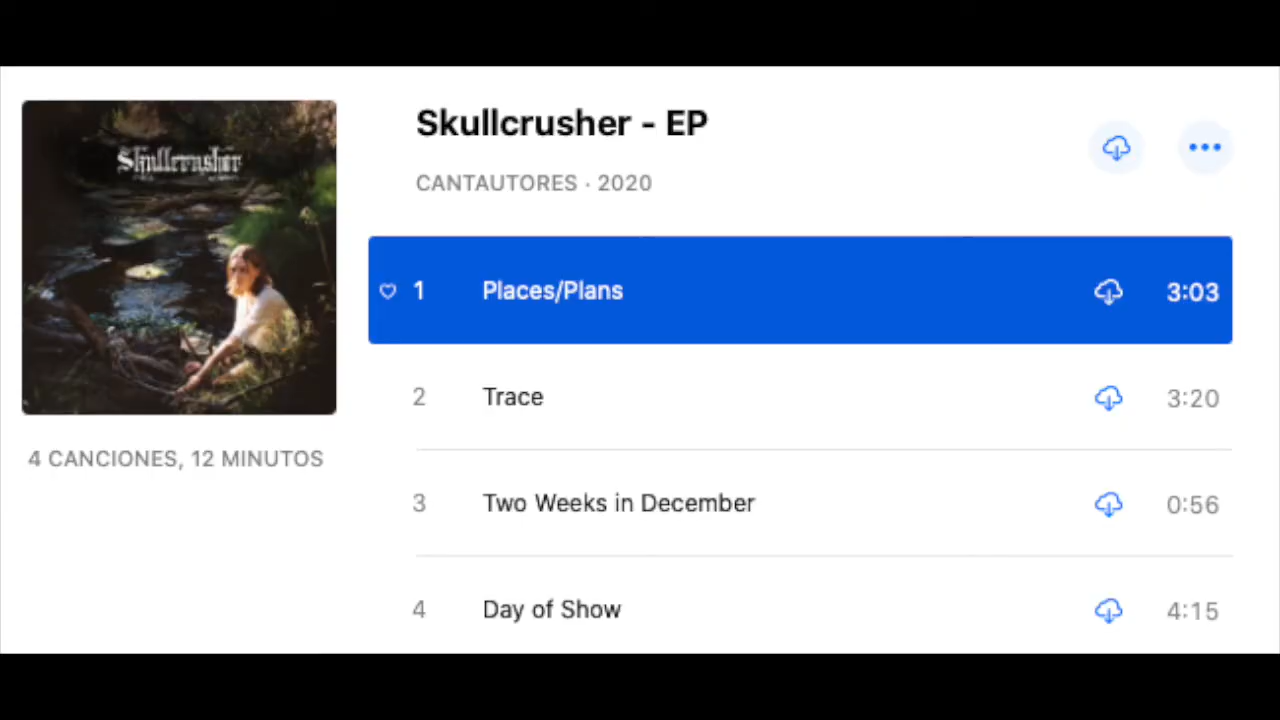 Skullcrusher
Skullcrusher - EP
CANTAUTORES · 2020
4 CANCIONES, 12 MINUTOS
1 Places/Plans 3:03
2 Trace 3:20
3 Two Weeks in December 0:56
4 Day of Show 4:15